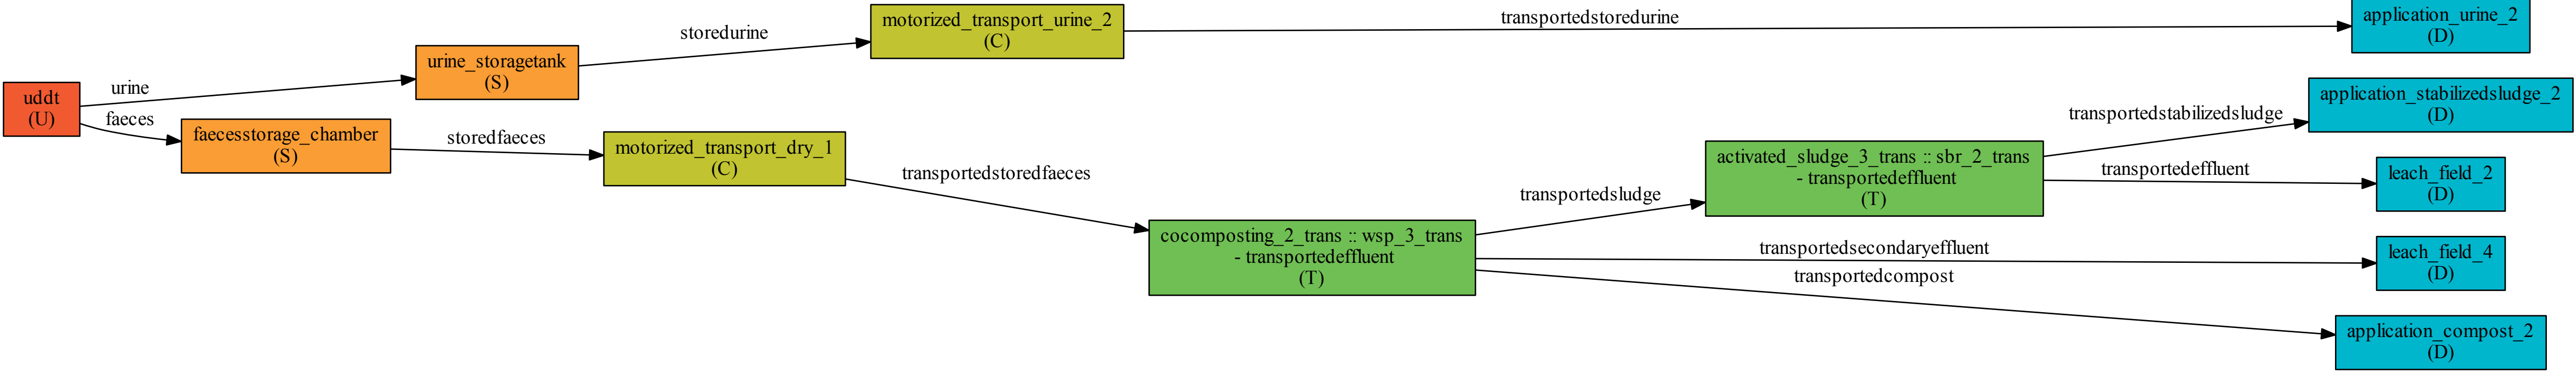 uddt
(U)
urine
faeces
urine_storagetank
(S)
faecesstorage_chamber
(S)
storedurine
storedfaeces
motorized_transport_urine_2
(C)
motorized_transport_dry_1
(C)
transportedstoredurine
transportedstoredfaeces
cocomposting_2_trans :: wsp_3_trans
- transportedeffluent
(T)
transportedsludge
transportedsecondaryeffluent
transportedcompost
activated_sludge_3_trans :: sbr_2_trans
- transportedeffluent
(T)
transportedstabilizedsludge
transportedeffluent
application_urine_2
(D)
application_stabilizedsludge_2
(D)
leach_field_2
(D)
leach_field_4
(D)
application_compost_2
(D)